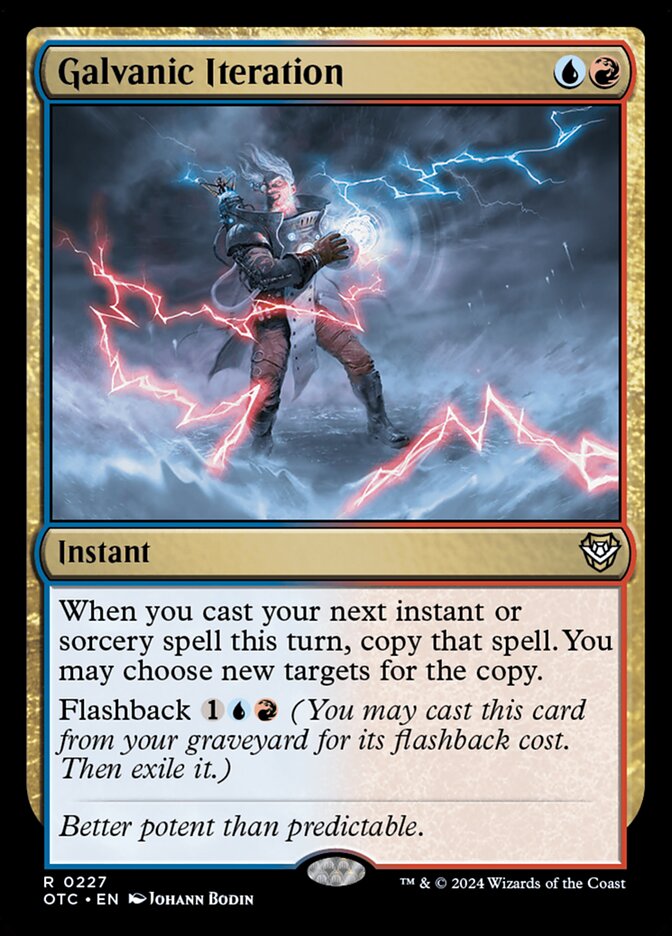 Galvanic Iteration
Instant
When you cast your next instant or
sorcery spell this turn, copy that spell. You
may choose new targets for the copy.
Flashback 1 (You may cast this card
from your graveyard for its flashback cost.
Then exile it.)
Better potent than predictable.
R 0227
OTC • EN Johann Bodin
™ & © 2024 Wizards of the Coast